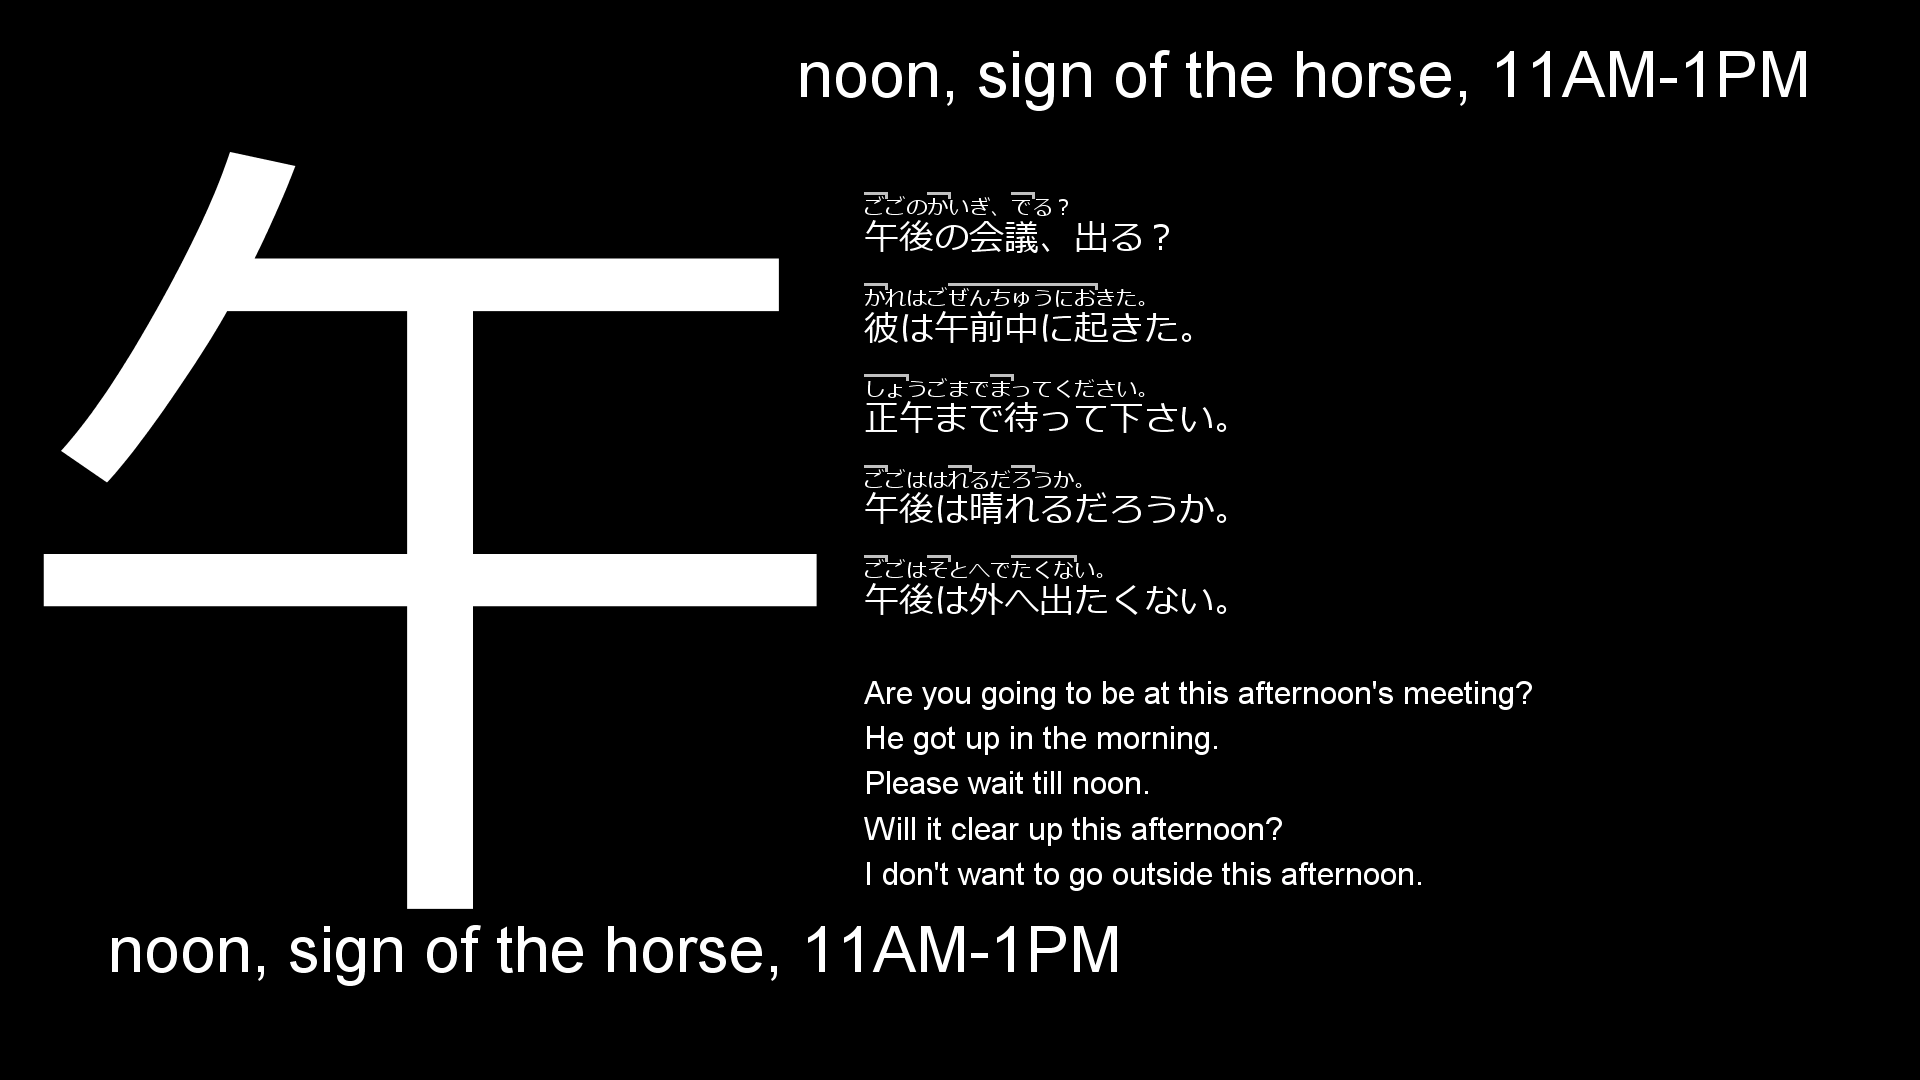 noon, sign of the horse, 11AM-1PM
午
ごごのかいぎ、でる？
午後の会議、出る？
かれはごぜんちゅうにおきた。
彼は午前中に起きた。
しょうごまでまってください。
正午まで待って下さい。
ごごははれるだろうか。
午後は晴れるだろうか。
ごごはそとへでたくない。
午後は外へ出たくない。
Are you going to be at this afternoon's meeting?
He got up in the morning.
Please wait till noon.
Will it clear up this afternoon?
I don't want to go outside this afternoon.
noon, sign of the horse, 11AM-1PM